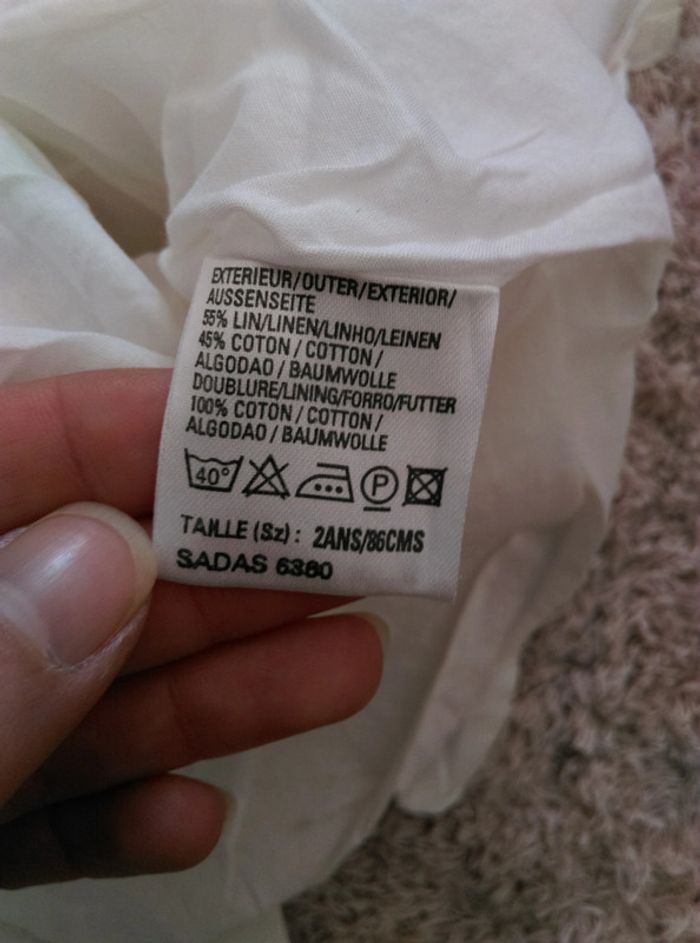 EXTERIEUR/OUTER/EXTERIOR/
AUSSENSEITE
55% LIN/LINEN/LINHO/LEINEN
45% COTON / COTTON /
ALGODAO / BAUMWOLLE
DOUBLURE/LINING/FORRO/FUTTER
100% COTON / COTTON /
ALGODAO / BAUMWOLLE
40° P
TAILLE (Sz) : 2ANS/86CMS
SADAS 6380